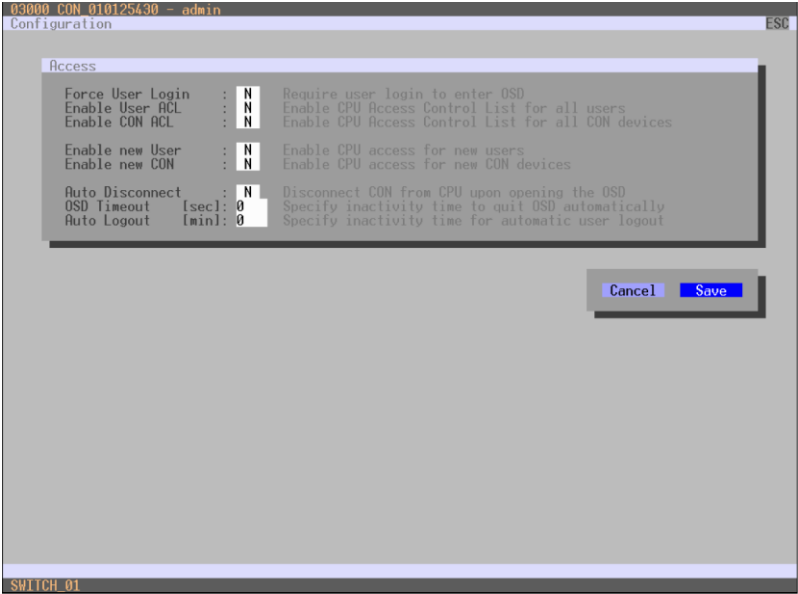 03000 CON_010125430 - admin
Configuration ESC
Access
Force User Login : N Require user login to enter OSD
Enable User ACL : N Enable CPU Access Control List for all users
Enable CON ACL : N Enable CPU Access Control List for all CON devices
Enable new User : N Enable CPU access for new users
Enable new CON : N Enable CPU access for new CON devices
Auto Disconnect : N Disconnect CON from CPU upon opening the OSD
OSD Timeout [sec]: 0 Specify inactivity time to quit OSD automatically
Auto Logout [min]: 0 Specify inactivity time for automatic user logout
Cancel Save
SWITCH_01